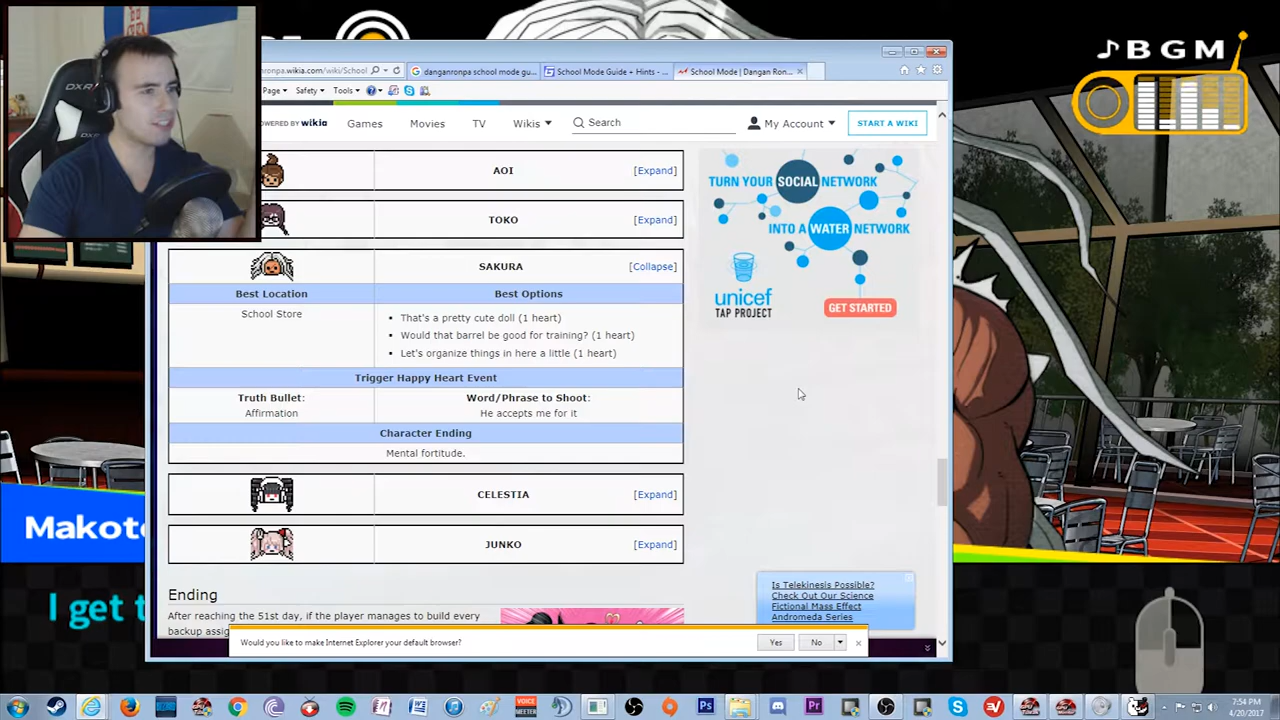 ♪BGM
DXR
ronpa.wikia.com/wiki/School
danganronpa school mode gu...
School Mode Guide + Hints - ...
School Mode | Dangan Ron...
Page
Safety
Tools
POWERED BY wikia
Games
Movies
TV
Wikis
Search
My Account
START A WIKI
AOI
[Expand]
TOKO
[Expand]
SAKURA
[Collapse]
Best Location
Best Options
School Store
• That's a pretty cute doll (1 heart)
• Would that barrel be good for training? (1 heart)
• Let's organize things in here a little (1 heart)
Trigger Happy Heart Event
Truth Bullet:
Word/Phrase to Shoot:
Affirmation
He accepts me for it
Character Ending
Mental fortitude.
CELESTIA
[Expand]
JUNKO
[Expand]
TURN YOUR SOCIAL NETWORK
INTO A WATER NETWORK
unicef
TAP PROJECT
GET STARTED
Ending
After reaching the 51st day, if the player manages to build every
backup assig
Is Telekinesis Possible?
Check Out Our Science
Fictional Mass Effect
Andromeda Series
Would you like to make Internet Explorer your default browser?
Yes
No
Makoto
I get t
VOICE
MEETER
Ps
Pr
7:54 PM
4/20/2017